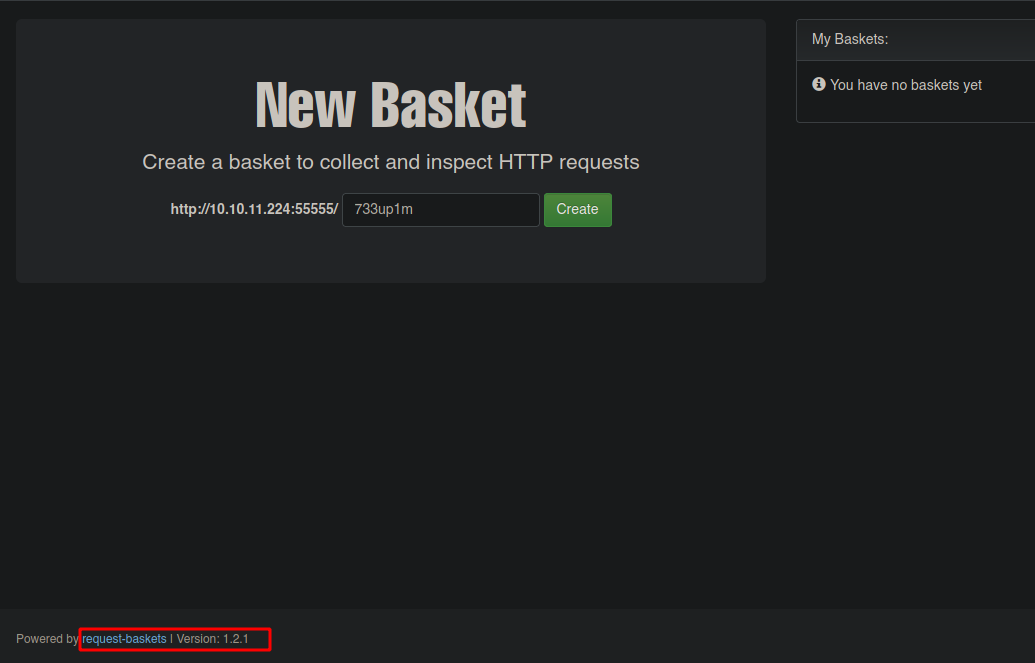 New Basket
Create a basket to collect and inspect HTTP requests
http://10.10.11.224:55555/ 733up1m Create
My Baskets:
You have no baskets yet
Powered by request-baskets | Version: 1.2.1